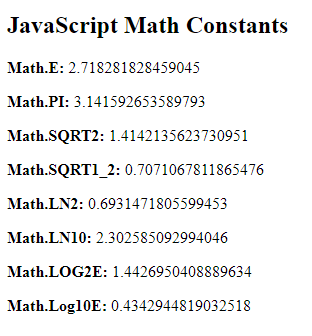 JavaScript Math Constants
Math.E: 2.718281828459045
Math.PI: 3.141592653589793
Math.SQRT2: 1.4142135623730951
Math.SQRT1_2: 0.7071067811865476
Math.LN2: 0.6931471805599453
Math.LN10: 2.302585092994046
Math.LOG2E: 1.4426950408889634
Math.Log10E: 0.4342944819032518